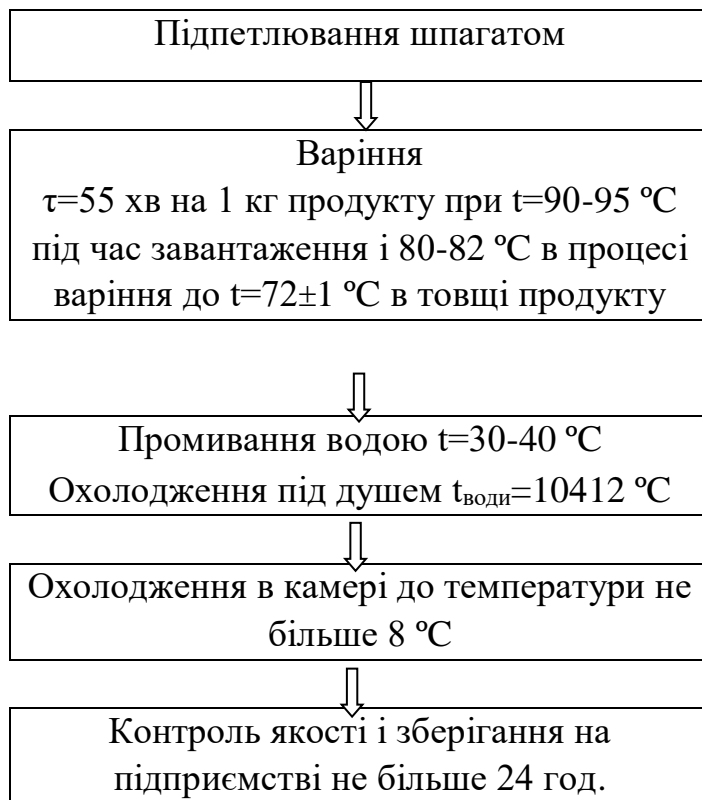 Підпетлювання шпагатом
Варіння
τ=55 хв на 1 кг продукту при t=90-95 ºС
під час завантаження і 80-82 ºС в процесі
варіння до t=72±1 ºС в товщі продукту
Промивання водою t=30-40 ºС
Охолодження під душем tводи=10412 ºС
Охолодження в камері до температури не
більше 8 ºС
Контроль якості і зберігання на
підприємстві не більше 24 год.